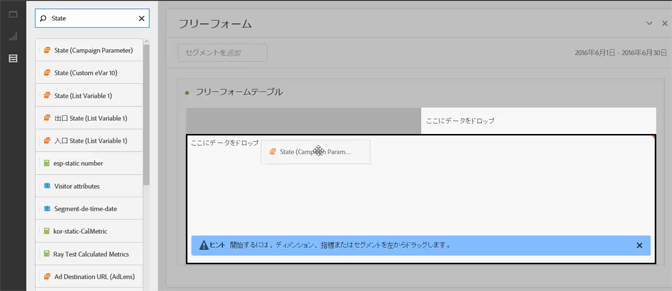 State
State (Campaign Parameter)
State (Custom eVar 10)
State (List Variable 1)
出口 State (List Variable 1)
入口 State (List Variable 1)
esp-static number
Visitor attributes
Segment-de-time-date
kor-static-CalMetric
Ray Test Calculated Metrics
Ad Destination URL (AdLens)
フリーフォーム
セグメントを追加
2016年6月1日 - 2016年6月30日
フリーフォームテーブル
ここにデータをドロップ
ここにデータをドロップ
State (Campaign Param...
ヒント 開始するには、ディメンション、指標またはセグメントを左からドラッグします。